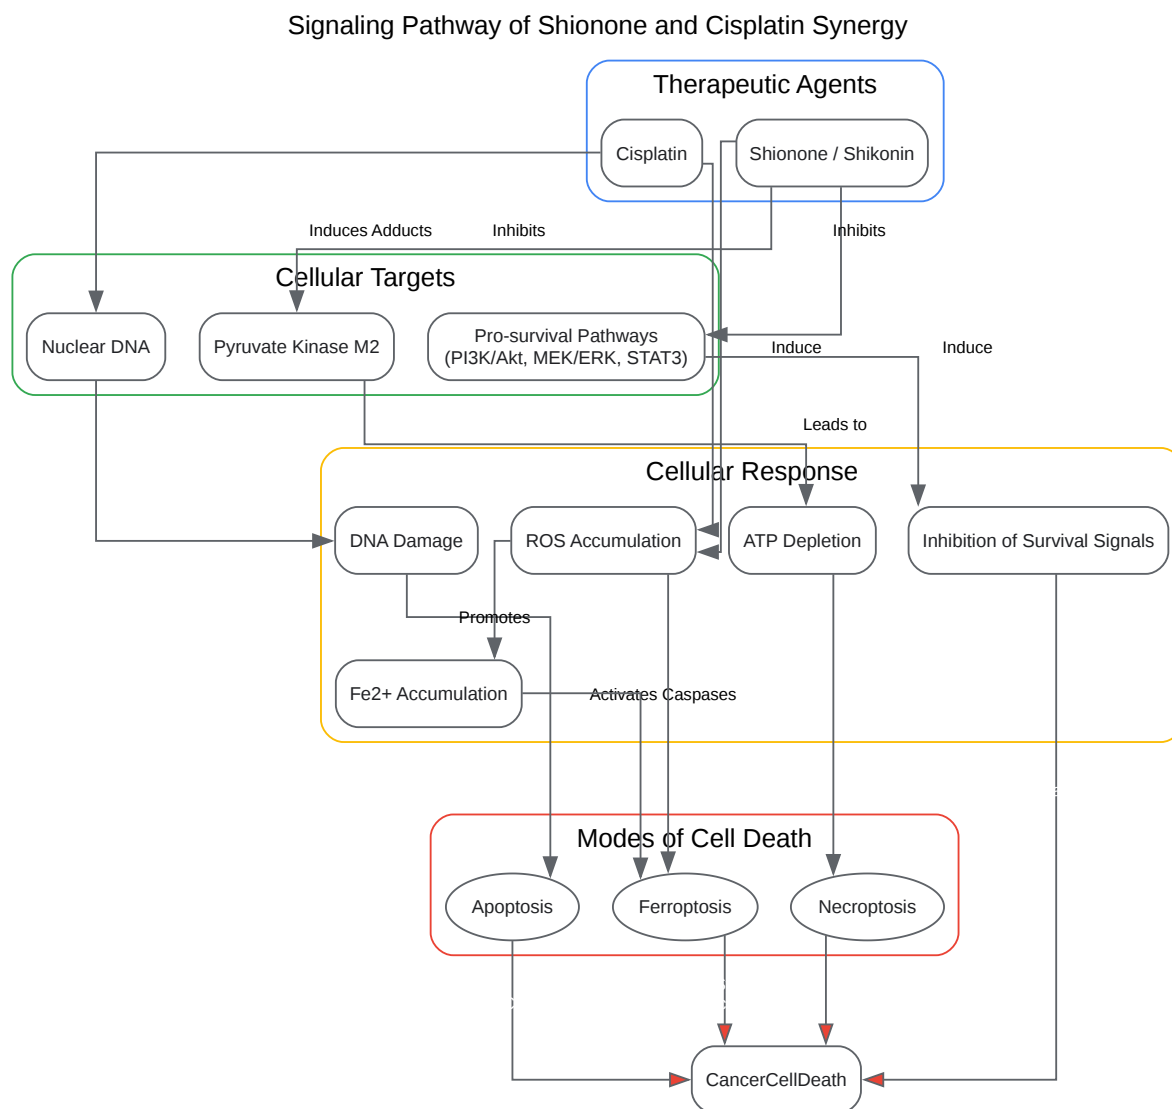 Signaling Pathway of Shionone and Cisplatin Synergy
Therapeutic Agents
Cisplatin
Shionone / Shikonin
Induces Adducts
Inhibits
Inhibits
Cellular Targets
Nuclear DNA
Pyruvate Kinase M2
Pro-survival Pathways
(PI3K/Akt, MEK/ERK, STAT3)
Induce
Induce
Leads to
Cellular Response
DNA Damage
ROS Accumulation
ATP Depletion
Inhibition of Survival Signals
Promotes
Fe2+ Accumulation
Activates Caspases
Modes of Cell Death
Apoptosis
Ferroptosis
Necroptosis
CancerCellDeath